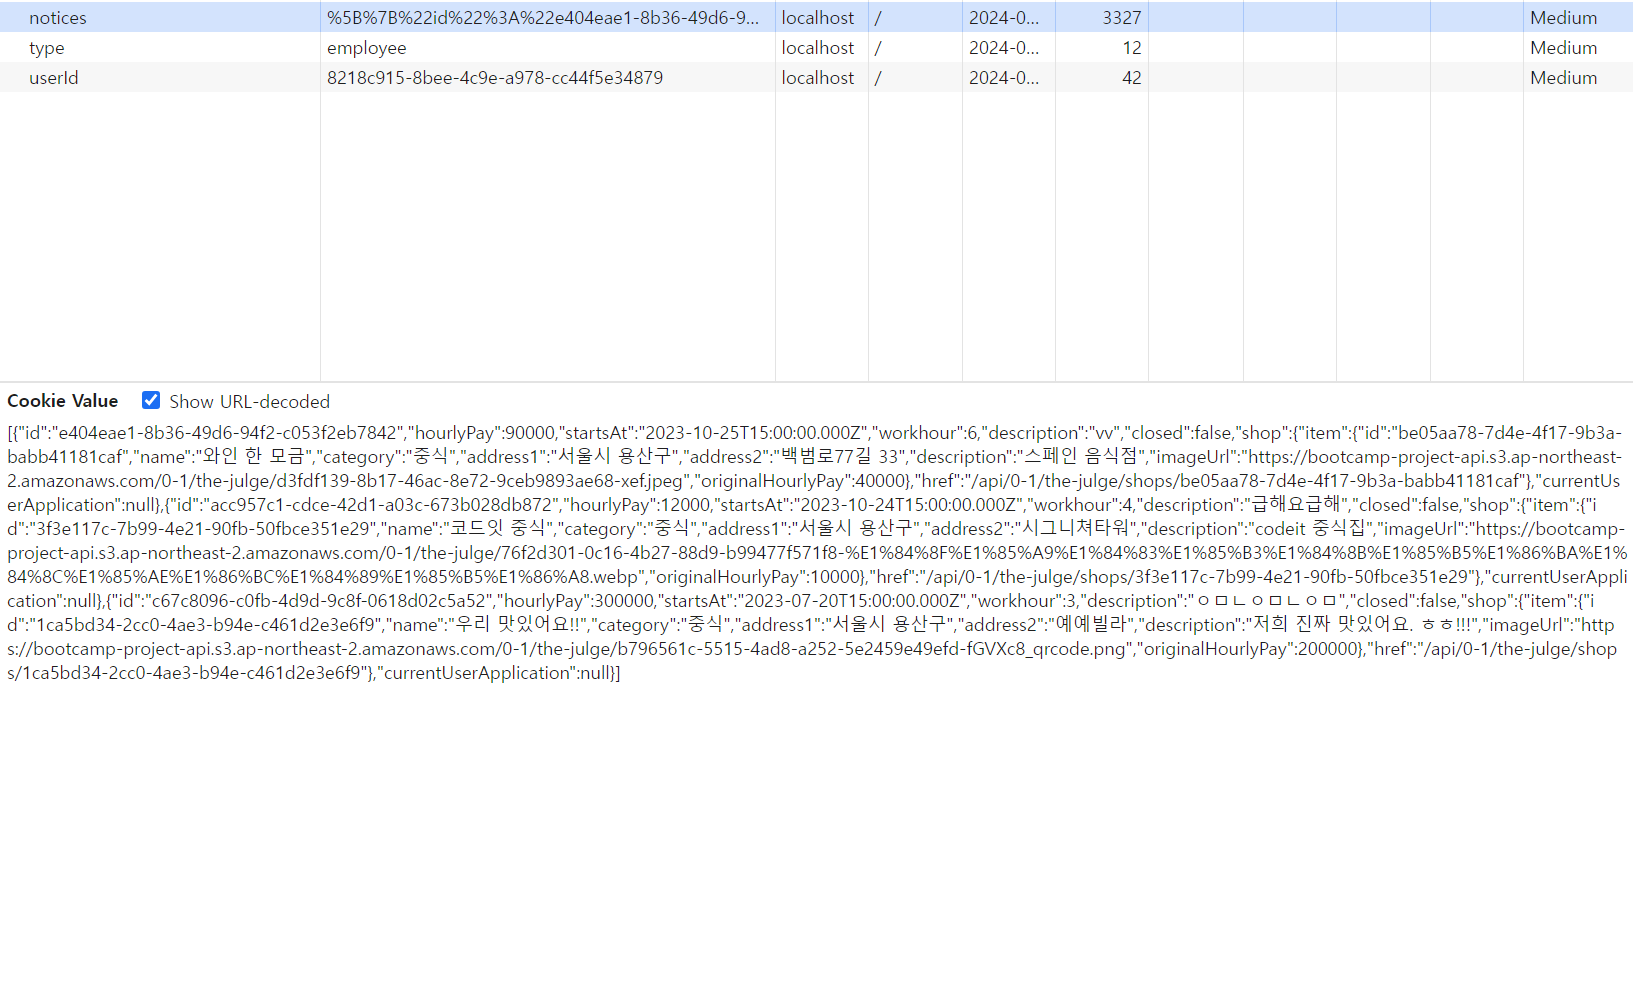 notices %5B%7B%22id%22%3A%22e404eae1-8b36-49d6-9... localhost / 2024-0... 3327 Medium
type employee localhost / 2024-0... 12 Medium
userId 8218c915-8bee-4c9e-a978-cc44f5e34879 localhost / 2024-0... 42 Medium
Cookie Value Show URL-decoded
[{"id":"e404eae1-8b36-49d6-94f2-c053f2eb7842","hourlyPay":90000,"startsAt":"2023-10-25T15:00:00.000Z","workhour":6,"description":"vv","closed":false,"shop":{"item":{"id":"be05aa78-7d4e-4f17-9b3a-
babb41181caf","name":"와인 한 모금","category":"중식","address1":"서울시 용산구","address2":"백범로77길 33","description":"스페인 음식점","imageUrl":"https://bootcamp-project-api.s3.ap-northeast-
2.amazonaws.com/0-1/the-julge/d3fdf139-8b17-46ac-8e72-9ceb9893ae68-xef.jpeg","originalHourlyPay":40000},"href":"/api/0-1/the-julge/shops/be05aa78-7d4e-4f17-9b3a-babb41181caf"},"currentUs
erApplication":null},{"id":"acc957c1-cdce-42d1-a03c-673b028db872","hourlyPay":12000,"startsAt":"2023-10-24T15:00:00.000Z","workhour":4,"description":"급해요급해","closed":false,"shop":{"item":{"i
d":"3f3e117c-7b99-4e21-90fb-50fbce351e29","name":"코드잇 중식","category":"중식","address1":"서울시 용산구","address2":"시그니쳐타워","description":"codeit 중식집","imageUrl":"https://bootcamp-
project-api.s3.ap-northeast-2.amazonaws.com/0-1/the-julge/76f2d301-0c16-4b27-88d9-b99477f571f8-%E1%84%8F%E1%85%A9%E1%84%83%E1%85%B3%E1%84%8B%E1%85%B5%E1%86%BA%E1%
84%8C%E1%85%AE%E1%86%BC%E1%84%89%E1%85%B5%E1%86%A8.webp","originalHourlyPay":10000},"href":"/api/0-1/the-julge/shops/3f3e117c-7b99-4e21-90fb-50fbce351e29"},"currentUserAppli
cation":null},{"id":"c67c8096-c0fb-4d9d-9c8f-0618d02c5a52","hourlyPay":300000,"startsAt":"2023-07-20T15:00:00.000Z","workhour":3,"description":"ㅇㅁㄴㅇㅁㄴㅇㅁ","closed":false,"shop":{"item":{"i
d":"1ca5bd34-2cc0-4ae3-b94e-c461d2e3e6f9","name":"우리 맛있어요!!","category":"중식","address1":"서울시 용산구","address2":"예예빌라","description":"저희 진짜 맛있어요. ㅎㅎ!!!","imageUrl":"http
s://bootcamp-project-api.s3.ap-northeast-2.amazonaws.com/0-1/the-julge/b796561c-5515-4ad8-a252-5e2459e49efd-fGVXc8_qrcode.png","originalHourlyPay":200000},"href":"/api/0-1/the-julge/shop
s/1ca5bd34-2cc0-4ae3-b94e-c461d2e3e6f9"},"currentUserApplication":null}]